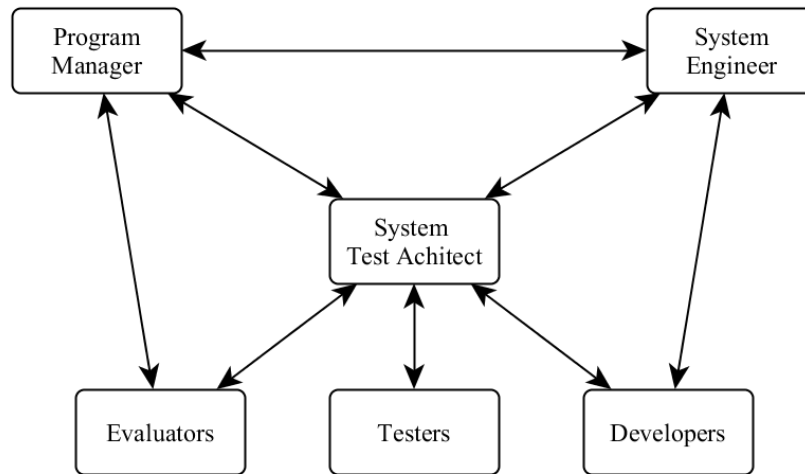 Program
Manager
System
Engineer
System
Test Achitect
Evaluators
Testers
Developers